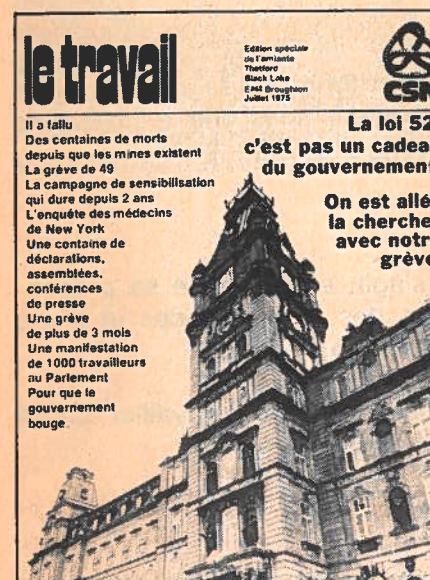 le travail
Edition spéciale
de l'amiante
Thetford
Black Lake
East Broughton
Juillet 1975
CSN
Il a fallu
Des centaines de morts
depuis que les mines existent
La grève de 49
La campagne de sensibilisation
qui dure depuis 2 ans
L'enquête des médecins
de New York
Une centaine de
déclarations,
assemblées,
conférences
de presse
Une grève
de plus de 3 mois
Une manifestation
de 1000 travailleurs
au Parlement
Pour que le
gouvernement
bouge
La loi 52
c'est pas un cadea
du gouvernement
On est allé
la cherche
avec notr
grève